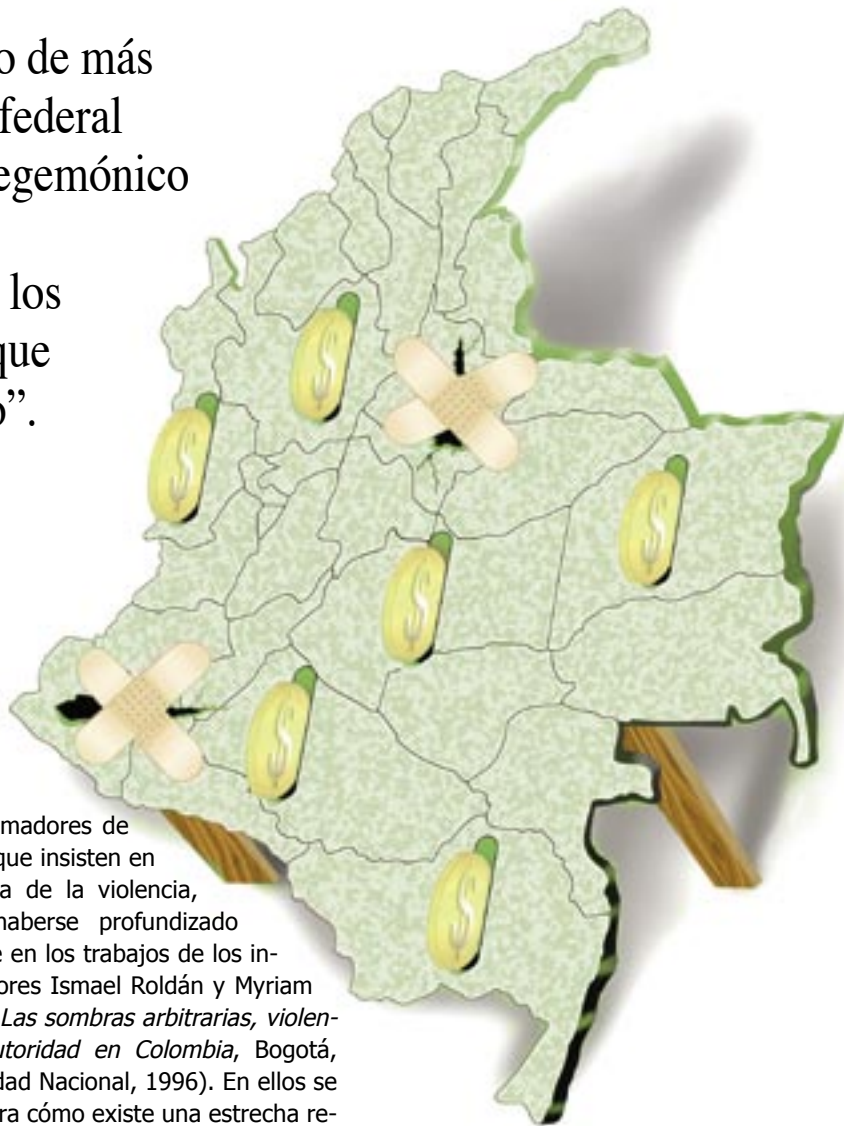 o de más
federal
egemónico
los
que
o”.
$
$
$
$
$
$
madores de
que insisten en
a de la violencia,
haberse profundizado
e en los trabajos de los in-
ores Ismael Roldán y Myriam
Las sombras arbitrarias, violen-
utoridad en Colombia, Bogotá,
dad Nacional, 1996). En ellos se
ra cómo existe una estrecha re-